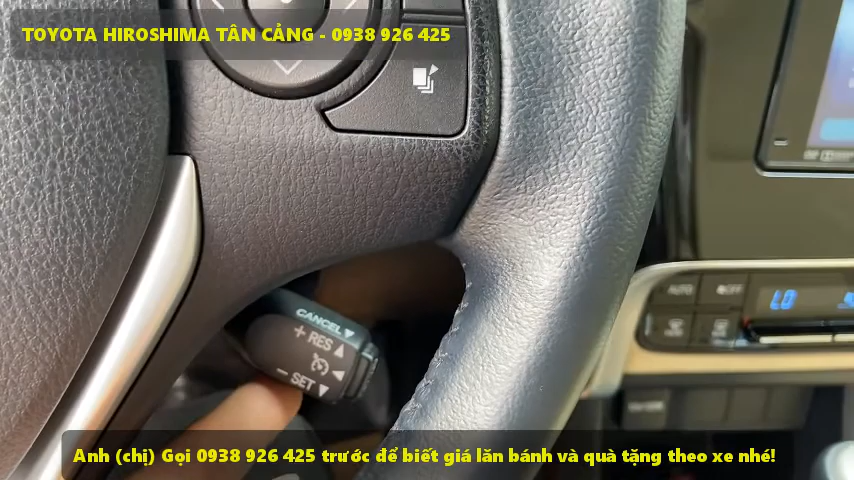 TOYOTA HIROSHIMA TÂN CẢNG - 0938 926 425
AUTO
OFF
LO
CANCEL ▼
+ RES ▲
− SET ▼
Anh (chị) Gọi 0938 926 425 trước để biết giá lăn bánh và quà tặng theo xe nhé!